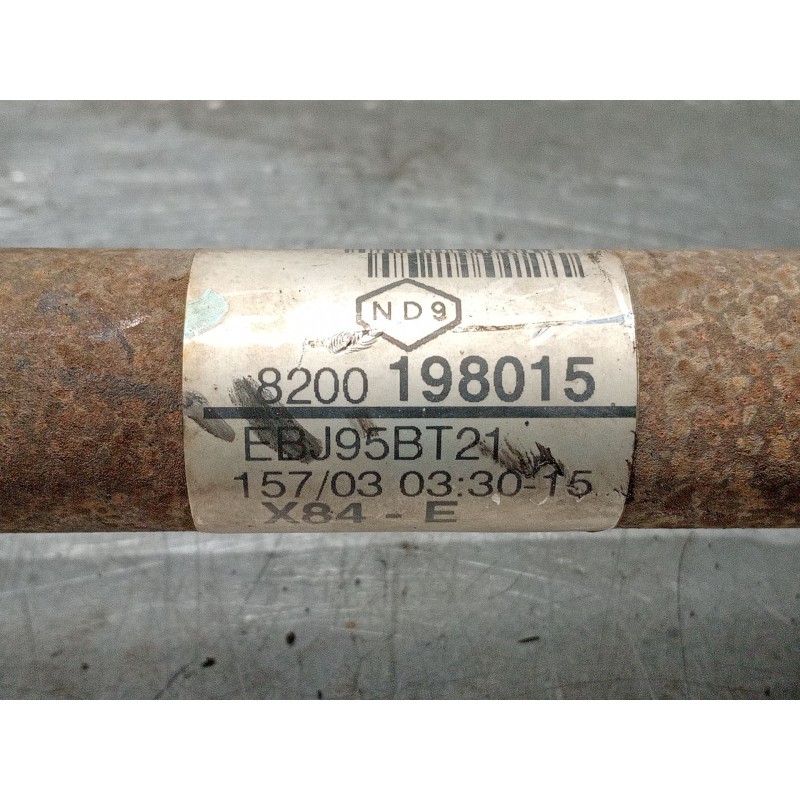 ND9
8200 198015
EBJ95BT21
157/03 03:30-15
X84 - E